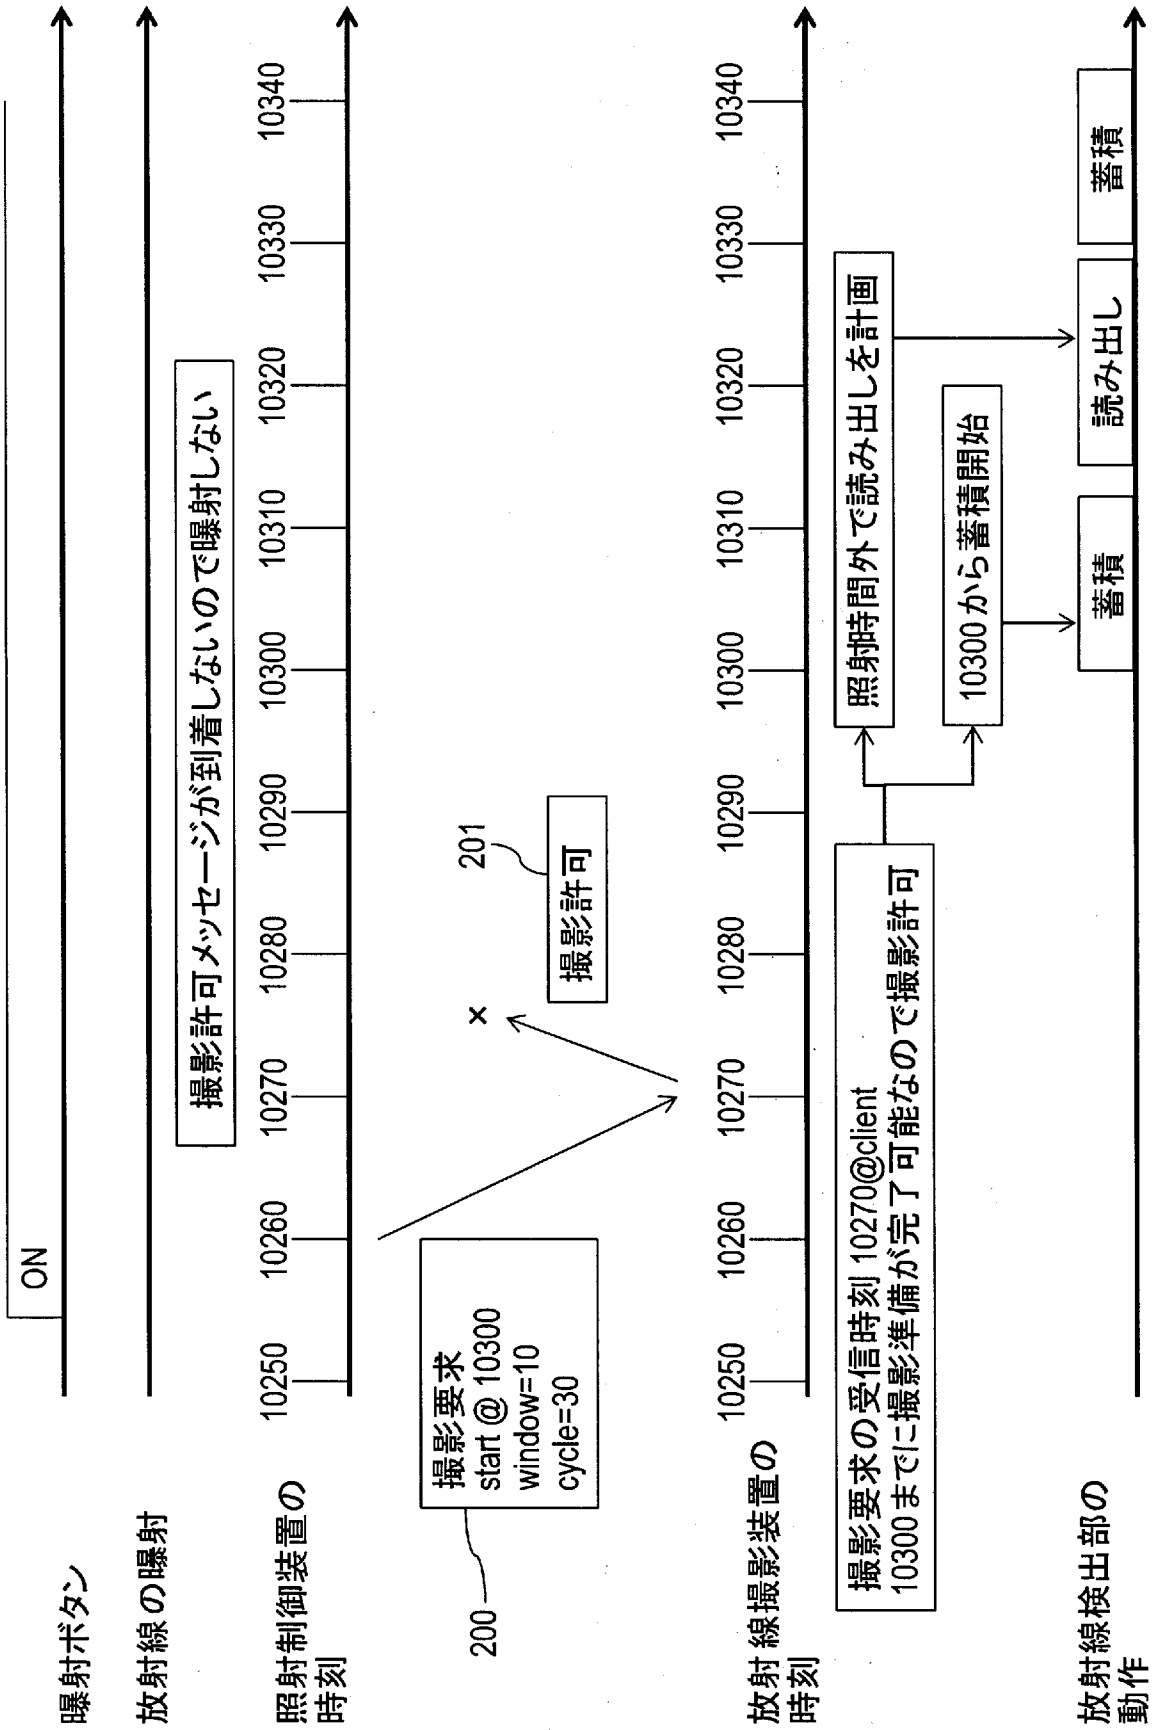 曝射ボタン
ON
放射線の曝射
撮影許可メッセージが到着しないので曝射しない
照射制御装置の
時刻
10250 10260 10270 10280 10290 10300 10310 10320 10330 10340
200
撮影要求
start @ 10300
window=10
cycle=30
×
201
撮影許可
放射線撮影装置の
時刻
10250 10260 10270 10280 10290 10300 10310 10320 10330 10340
撮影要求の受信時刻 10270@client
10300までに撮影準備が完了可能なので撮影許可
照射時間外で読み出しを計画
10300から蓄積開始
放射線検出部の
動作
蓄積
読み出し
蓄積